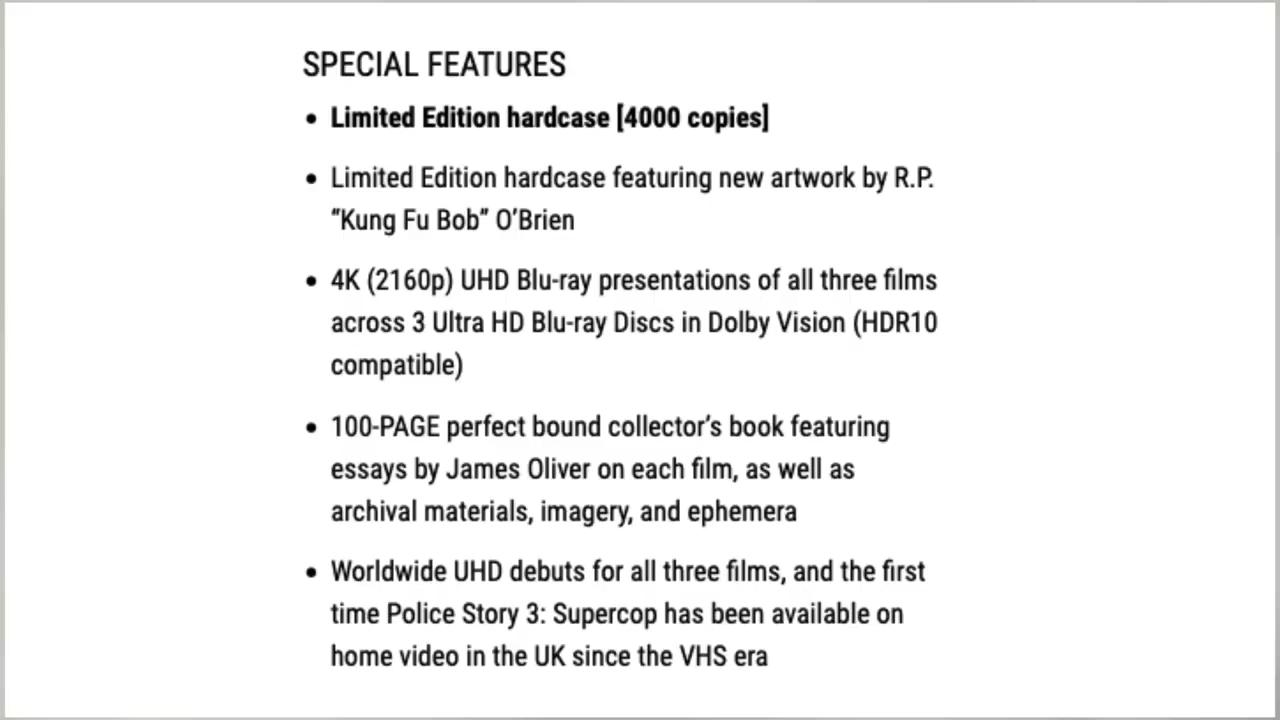 SPECIAL FEATURES
• Limited Edition hardcase [4000 copies]
• Limited Edition hardcase featuring new artwork by R.P.
“Kung Fu Bob” O’Brien
• 4K (2160p) UHD Blu-ray presentations of all three films
across 3 Ultra HD Blu-ray Discs in Dolby Vision (HDR10
compatible)
• 100-PAGE perfect bound collector’s book featuring
essays by James Oliver on each film, as well as
archival materials, imagery, and ephemera
• Worldwide UHD debuts for all three films, and the first
time Police Story 3: Supercop has been available on
home video in the UK since the VHS era